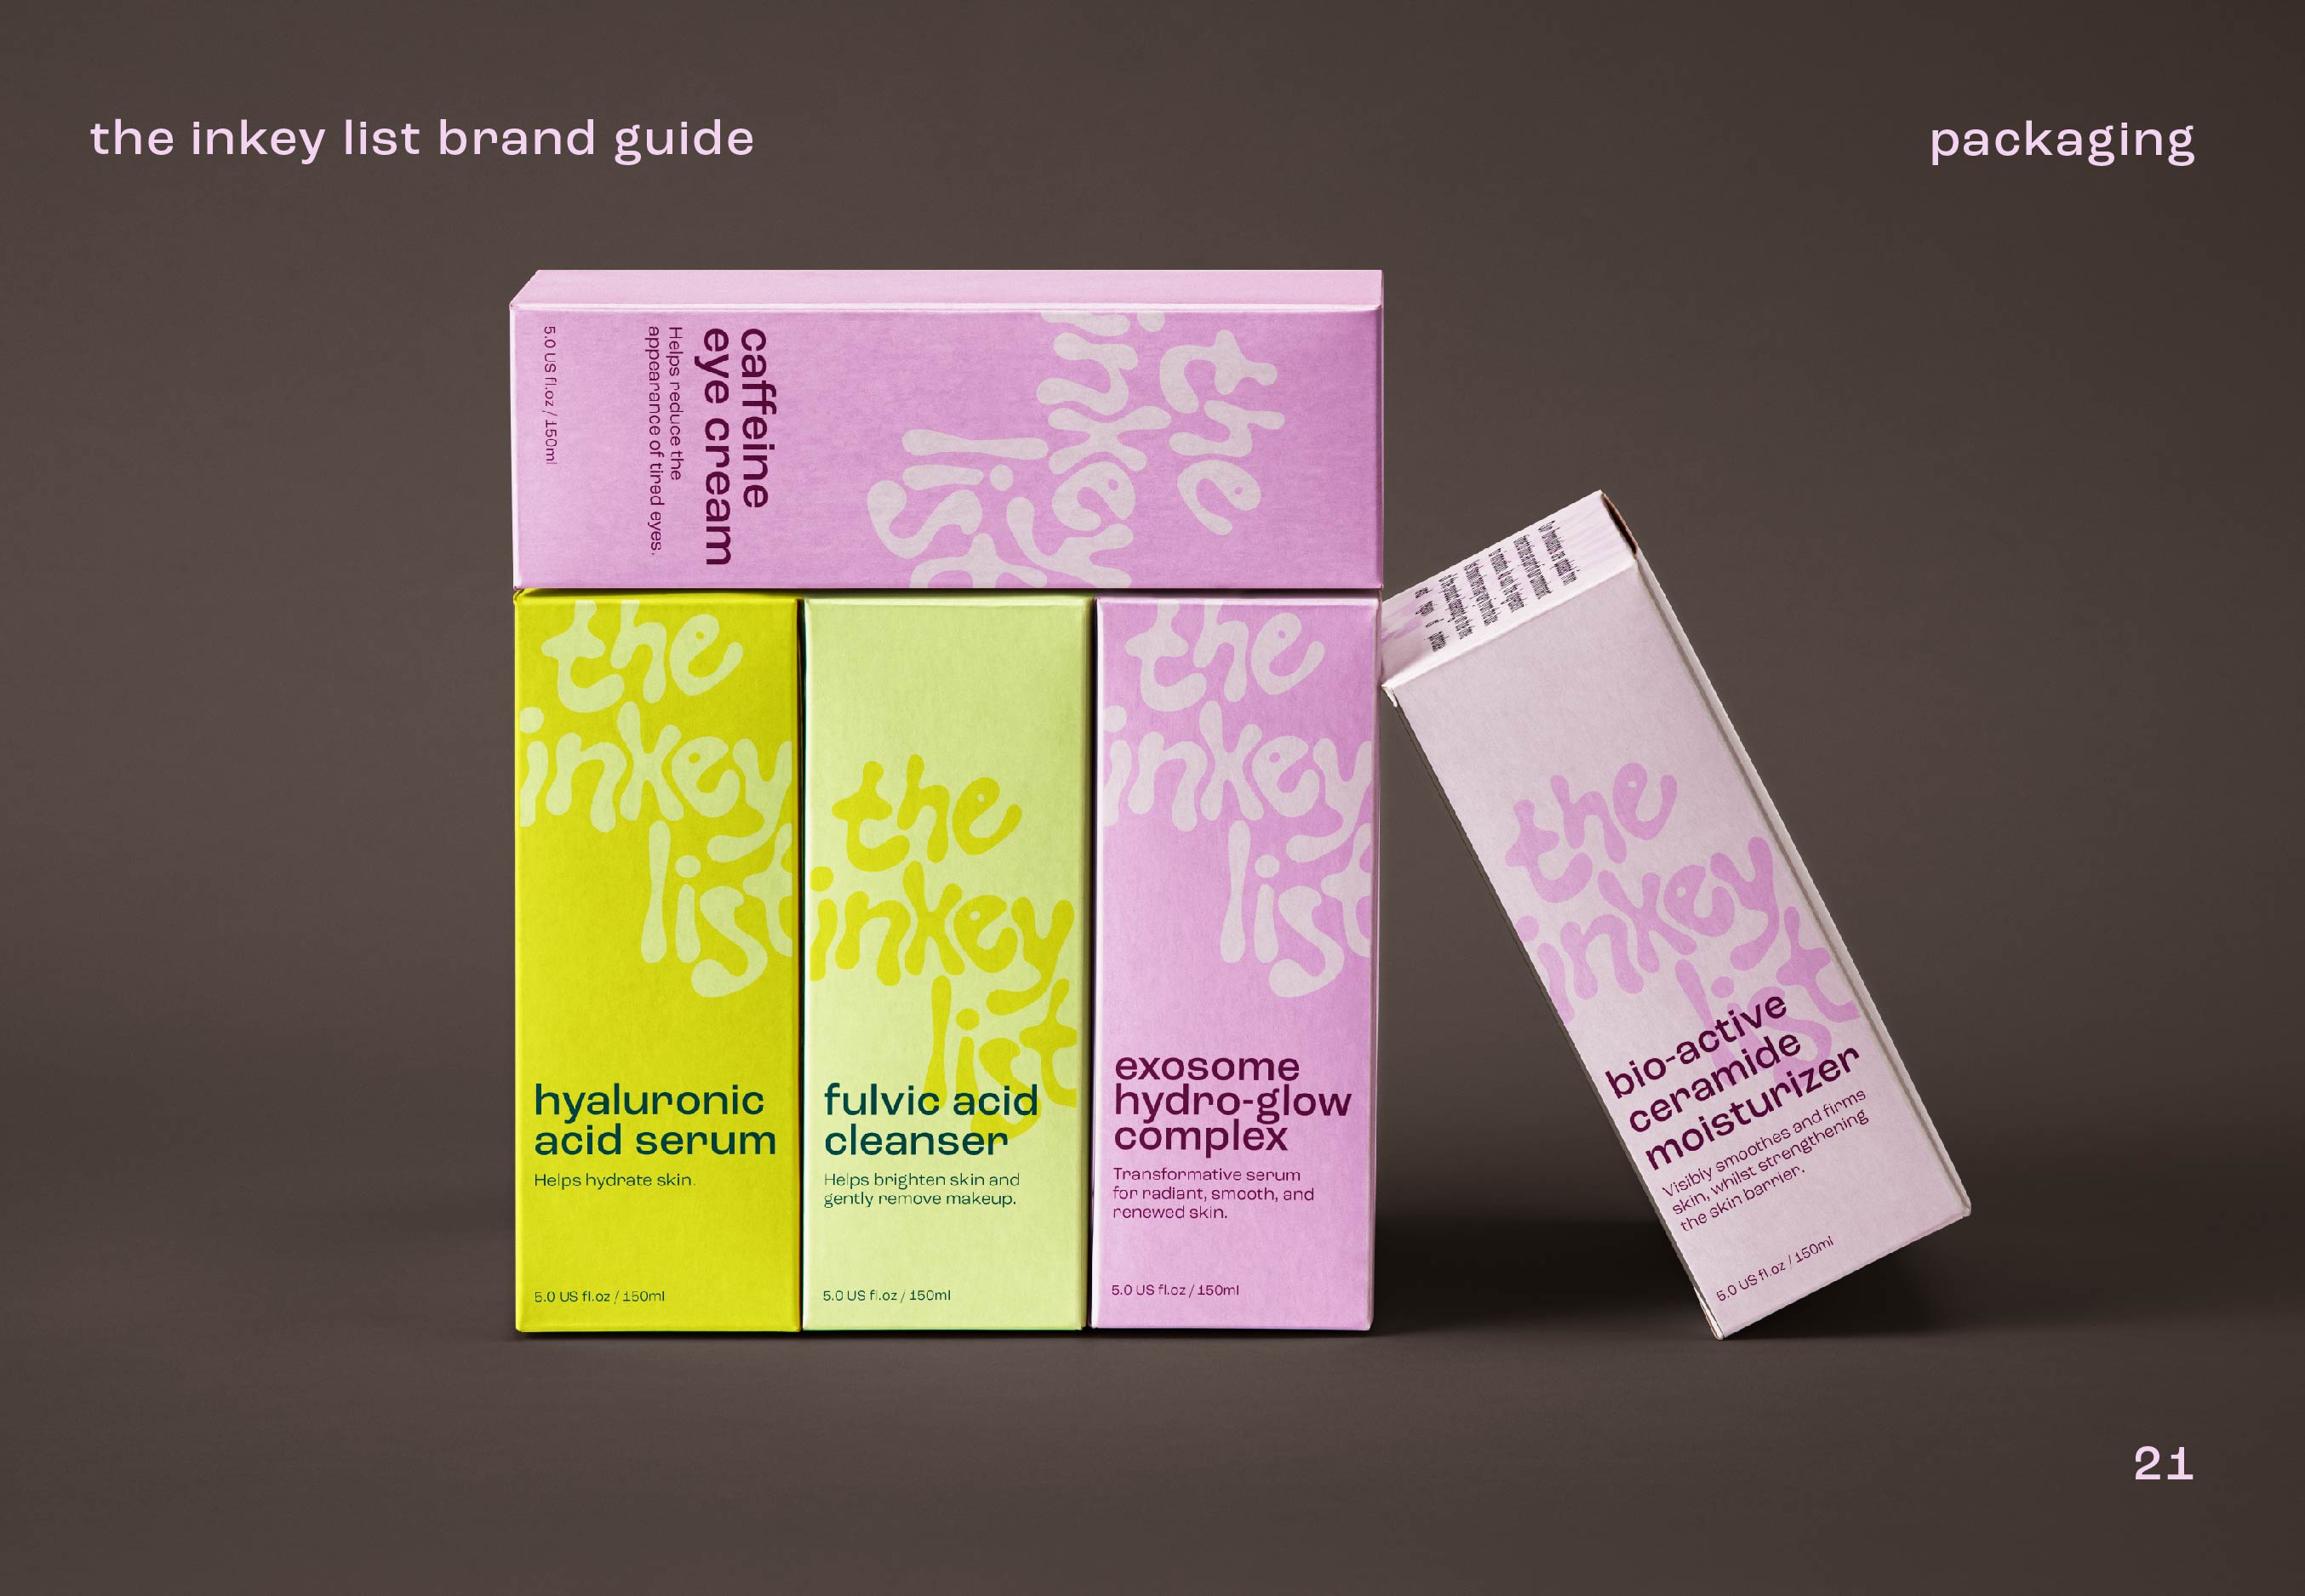 the inkey list brand guide
packaging
caffeine
eye cream
Helps reduce the
appearance of tired eyes.
5.0 US fl.oz / 150ml
the
inkey
list
the
inkey
list
hyaluronic
acid serum
Helps hydrate skin.
5.0 US fl.oz / 150ml
the
inkey
list
fulvic acid
cleanser
Helps brighten skin and
gently remove makeup.
5.0 US fl.oz / 150ml
the
inkey
list
exosome
hydro-glow
complex
Transformative serum
for radiant, smooth, and
renewed skin.
5.0 US fl.oz / 150ml
the
inkey
list
bio-active
ceramide
moisturizer
Visibly smoothes and firms
skin, whilst strengthening
the skin barrier.
5.0 US fl.oz / 150ml
21